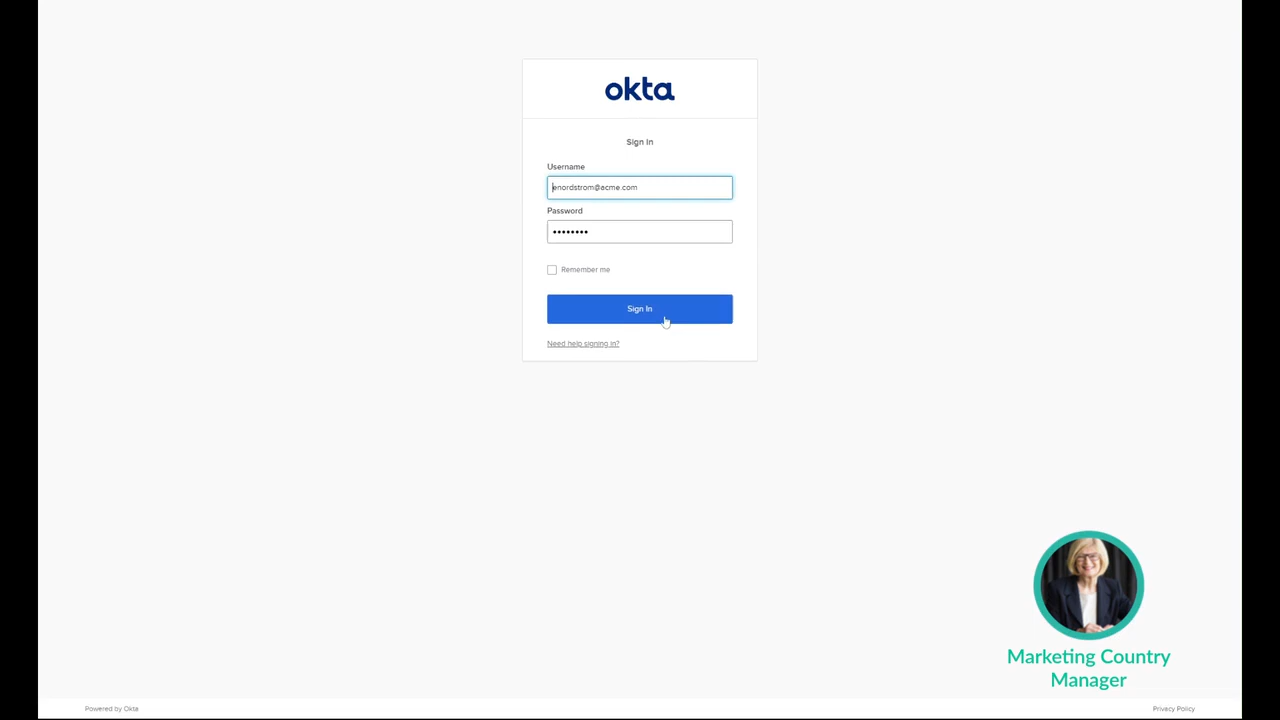 okta
Sign In
Username
enordstrom@acme.com
Password
••••••••
Remember me
Sign In
Need help signing in?
Marketing Country
Manager
Powered by Okta
Privacy Policy